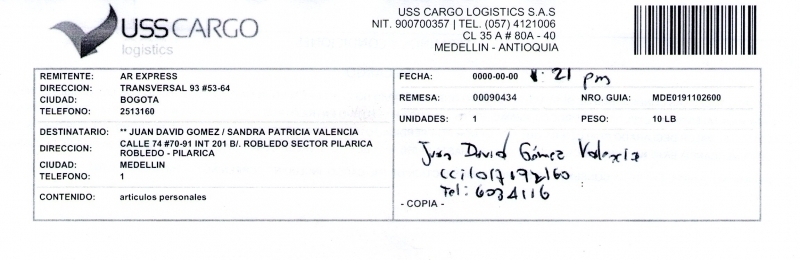 USSCARGO
logistics
USS CARGO LOGISTICS S.A.S
NIT. 900700357 | TEL. (057) 4121006
CL 35 A # 80A - 40
MEDELLIN - ANTIOQUIA
REMITENTE: AR EXPRESS
DIRECCION: TRANSVERSAL 93 #53-64
CIUDAD: BOGOTA
TELEFONO: 2513160
DESTINATARIO: ** JUAN DAVID GOMEZ / SANDRA PATRICIA VALENCIA
DIRECCION: CALLE 74 #70-91 INT 201 B/. ROBLEDO SECTOR PILARICA
ROBLEDO - PILARICA
CIUDAD: MEDELLIN
TELEFONO: 1
CONTENIDO: articulos personales
FECHA: 0000-00-00 21 pm
REMESA: 00090434 NRO. GUIA: MDE0191102600
UNIDADES: 1 PESO: 10 LB
Juan David Gómez Valencia
Tel: 6034116
- COPIA -